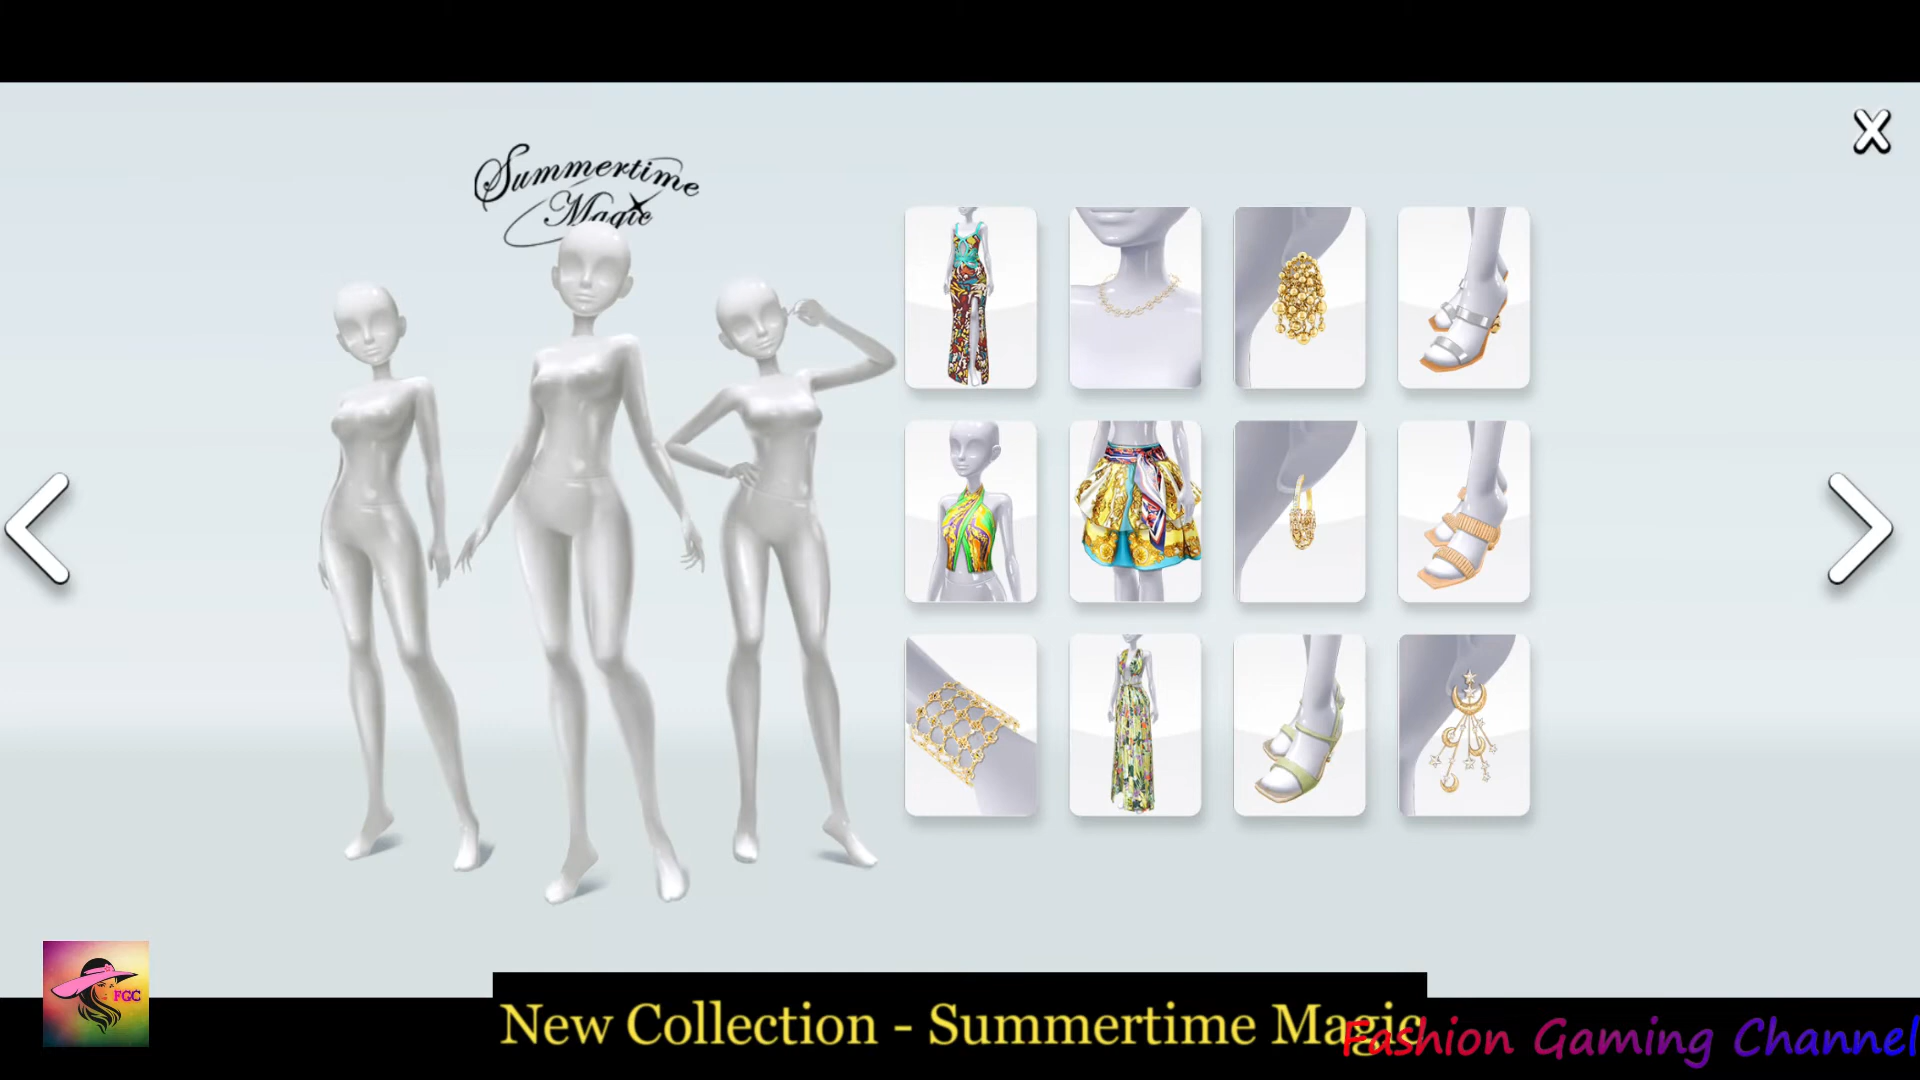 Summertime
Magic
X
FGC
New Collection - Summertime Magic
Fashion Gaming Channel